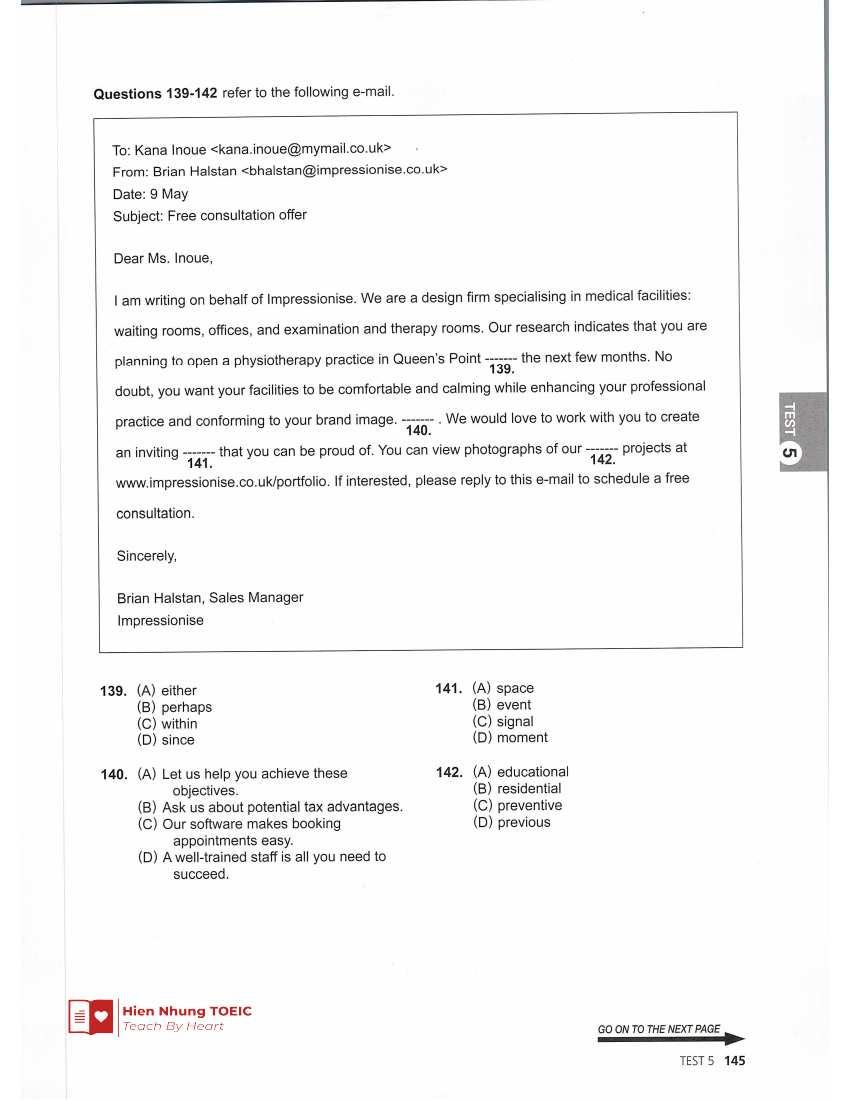 Questions 139-142 refer to the following e-mail.
To: Kana Inoue <kana.inoue@mymail.co.uk>
From: Brian Halstan <bhalstan@impressionise.co.uk>
Date: 9 May
Subject: Free consultation offer
Dear Ms. Inoue,
I am writing on behalf of Impressionise. We are a design firm specialising in medical facilities:
waiting rooms, offices, and examination and therapy rooms. Our research indicates that you are
planning to open a physiotherapy practice in Queen's Point ------- the next few months. No
139.
doubt, you want your facilities to be comfortable and calming while enhancing your professional
practice and conforming to your brand image. ------- . We would love to work with you to create
140.
an inviting ------- that you can be proud of. You can view photographs of our ------- projects at
141. 142.
www.impressionise.co.uk/portfolio. If interested, please reply to this e-mail to schedule a free
consultation.
Sincerely,
Brian Halstan, Sales Manager
Impressionise
TEST 5
139. (A) either
(B) perhaps
(C) within
(D) since
140. (A) Let us help you achieve these
objectives.
(B) Ask us about potential tax advantages.
(C) Our software makes booking
appointments easy.
(D) A well-trained staff is all you need to
succeed.
141. (A) space
(B) event
(C) signal
(D) moment
142. (A) educational
(B) residential
(C) preventive
(D) previous
Hien Nhung TOEIC
Teach By Heart
GO ON TO THE NEXT PAGE
TEST 5 145